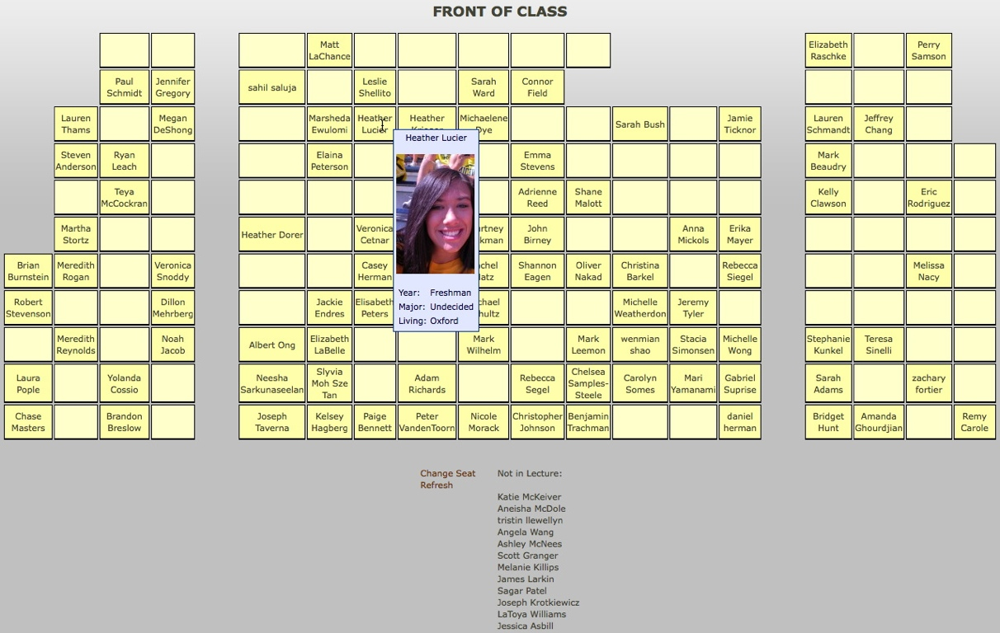 FRONT OF CLASS
Matt
LaChance
Elizabeth
Raschke
Perry
Samson
Paul
Schmidt
Jennifer
Gregory
sahil saluja
Leslie
Shellito
Sarah
Ward
Connor
Field
Lauren
Thams
Megan
DeShong
Marsheda
Ewulomi
Heather
Lucier
Heather
Michaelene
Dye
Sarah Bush
Jamie
Ticknor
Lauren
Schmandt
Jeffrey
Chang
Heather Lucier
Year: Freshman
Major: Undecided
Living: Oxford
Steven
Anderson
Ryan
Leach
Elaina
Peterson
Emma
Stevens
Mark
Beaudry
Teya
McCockran
Adrienne
Reed
Shane
Malott
Kelly
Clawson
Eric
Rodriguez
Martha
Stortz
Heather Dorer
Veronica
Cetnar
rtney
kman
John
Birney
Anna
Mickols
Erika
Mayer
Brian
Burnstein
Meredith
Rogan
Veronica
Snoddy
Casey
Herman
chel
latz
Shannon
Eagen
Oliver
Nakad
Christina
Barkel
Rebecca
Siegel
Melissa
Nacy
Robert
Stevenson
Dillon
Mehrberg
Jackie
Endres
Elisabeth
Peters
chael
hultz
Michelle
Weatherdon
Jeremy
Tyler
Meredith
Reynolds
Noah
Jacob
Albert Ong
Elizabeth
LaBelle
Mark
Wilhelm
Mark
Leemon
wenmian
shao
Stacia
Simonsen
Michelle
Wong
Stephanie
Kunkel
Teresa
Sinelli
Laura
Pople
Yolanda
Cossio
Neesha
Sarkunaseelan
Slyvia
Moh Sze
Tan
Adam
Richards
Rebecca
Segel
Chelsea
Samples-
Steele
Carolyn
Somes
Mari
Yamanami
Gabriel
Suprise
Sarah
Adams
zachary
fortier
Chase
Masters
Brandon
Breslow
Joseph
Taverna
Kelsey
Hagberg
Paige
Bennett
Peter
VandenToorn
Nicole
Morack
Christopher
Johnson
Benjamin
Trachman
daniel
herman
Bridget
Hunt
Amanda
Ghourdjian
Remy
Carole
Change Seat
Refresh
Not in Lecture:
Katie McKeiver
Aneisha McDole
tristin llewellyn
Angela Wang
Ashley McNees
Scott Granger
Melanie Killips
James Larkin
Sagar Patel
Joseph Krotkiewicz
LaToya Williams
Jessica Asbill